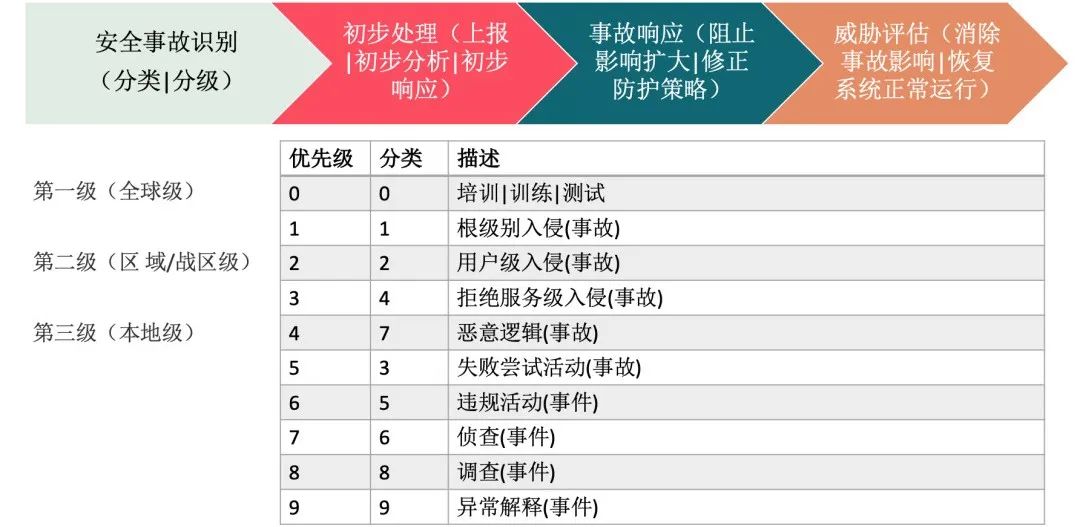 安全事故识别
（分类|分级）
初步处理（上报
|初步分析|初步
响应）
事故响应（阻止
影响扩大|修正
防护策略）
威胁评估（消除
事故影响|恢复
系统正常运行）
第一级（全球级）
第二级（区 域/战区级）
第三级（本地级）
优先级 分类 描述
0 0 培训|训练|测试
1 1 根级别入侵(事故)
2 2 用户级入侵(事故)
3 4 拒绝服务级入侵(事故)
4 7 恶意逻辑(事故)
5 3 失败尝试活动(事故)
6 5 违规活动(事件)
7 6 侦查(事件)
8 8 调查(事件)
9 9 异常解释(事件)